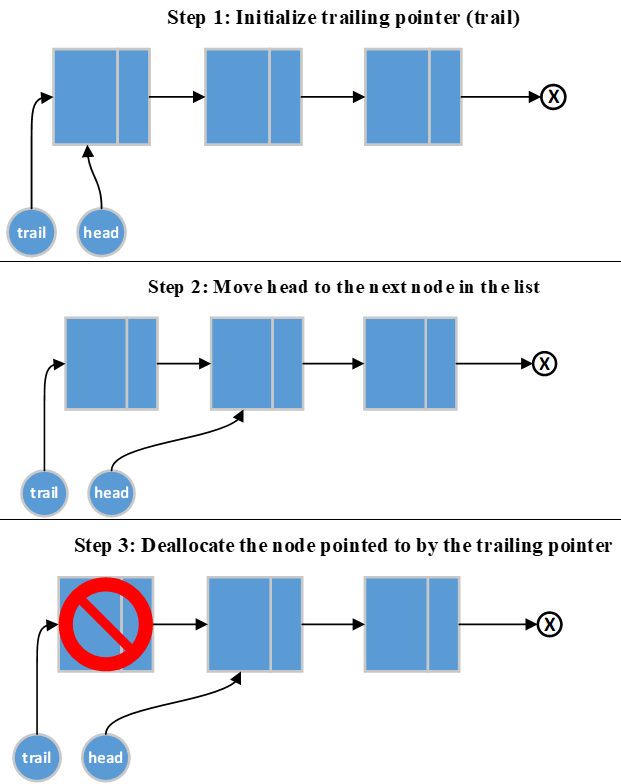 Step 1: Initialize trailing pointer (trail)
X
trail
head
Step 2: Move head to the next node in the list
X
trail
head
Step 3: Deallocate the node pointed to by the trailing pointer
X
trail
head